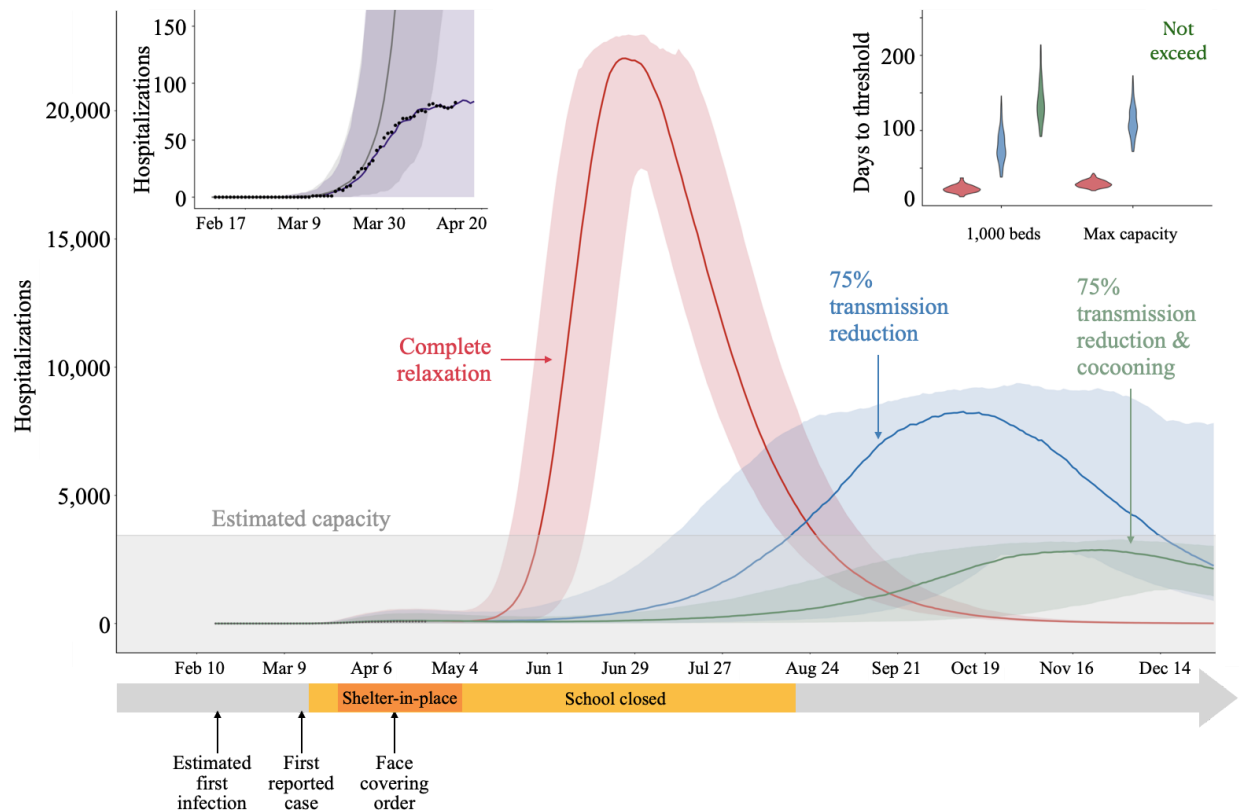 Hospitalizations
20,000
15,000
10,000
5,000
0
Hospitalizations
150
100
50
0
Feb 17
Mar 9
Mar 30
Apr 20
Days to threshold
200
100
0
1,000 beds
Max capacity
Not
exceed
Complete
relaxation
75%
transmission
reduction
75%
transmission
reduction &
cocooning
Estimated capacity
Feb 10
Mar 9
Apr 6
May 4
Jun 1
Jun 29
Jul 27
Aug 24
Sep 21
Oct 19
Nov 16
Dec 14
Shelter-in-place
School closed
Estimated
first
infection
First
reported
case
Face
covering
order